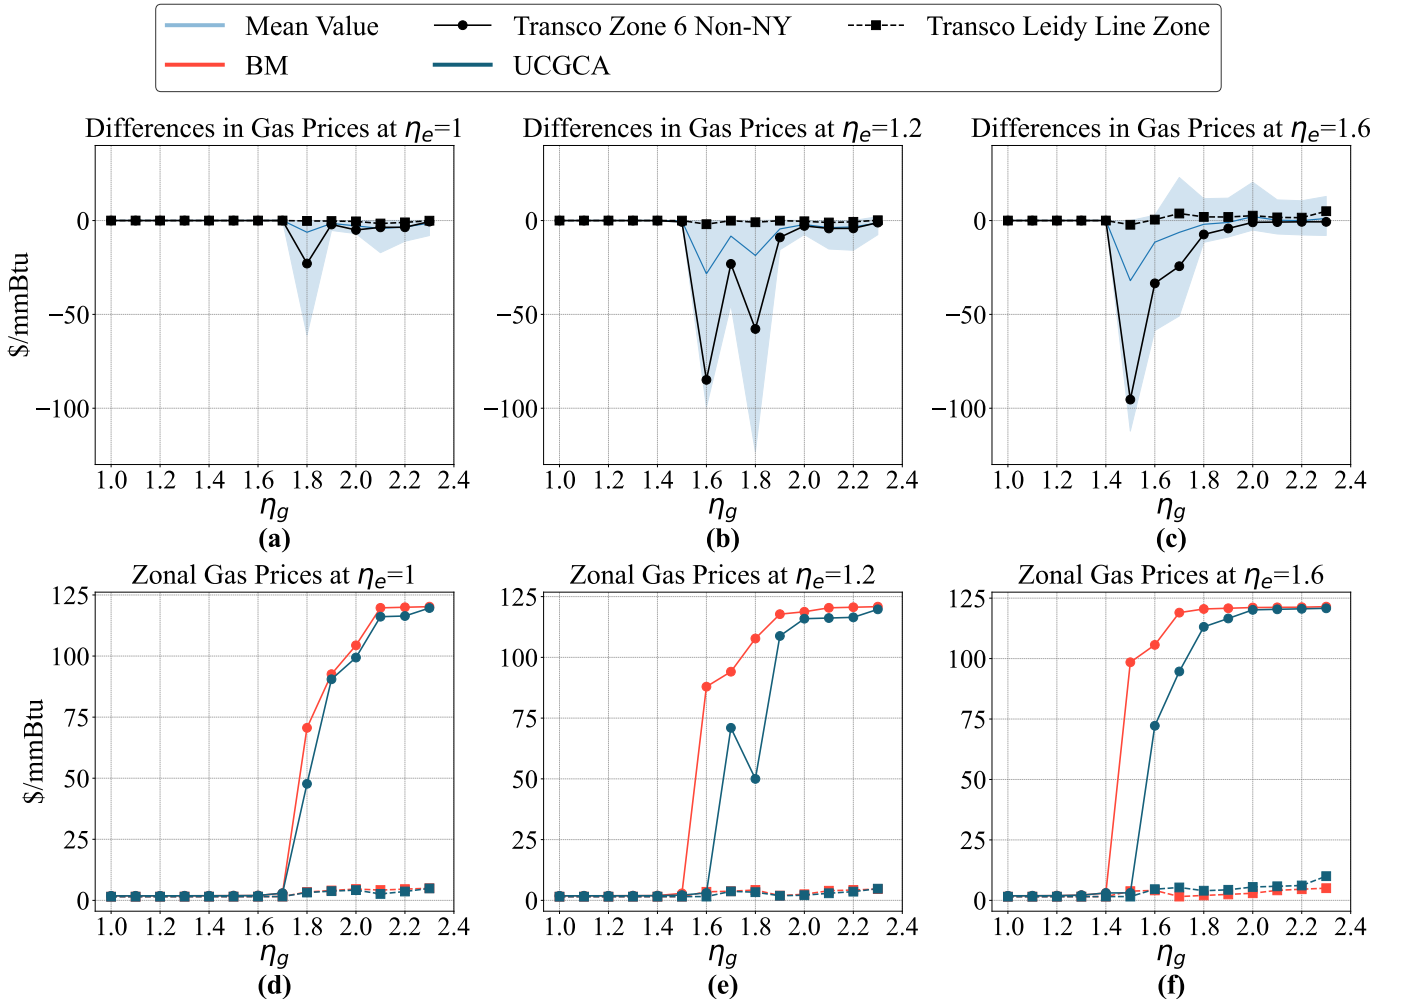 Mean Value
Transco Zone 6 Non-NY
Transco Leidy Line Zone
BM
UCGCA
Differences in Gas Prices at ηe=1
Differences in Gas Prices at ηe=1.2
Differences in Gas Prices at ηe=1.6
$/mmBtu
0
−50
−100
1.0 1.2 1.4 1.6 1.8 2.0 2.2 2.4
ηg
(a)
0
−50
−100
1.0 1.2 1.4 1.6 1.8 2.0 2.2 2.4
ηg
(b)
0
−50
−100
1.0 1.2 1.4 1.6 1.8 2.0 2.2 2.4
ηg
(c)
Zonal Gas Prices at ηe=1
Zonal Gas Prices at ηe=1.2
Zonal Gas Prices at ηe=1.6
$/mmBtu
125
100
75
50
25
0
1.0 1.2 1.4 1.6 1.8 2.0 2.2 2.4
ηg
(d)
125
100
75
50
25
0
1.0 1.2 1.4 1.6 1.8 2.0 2.2 2.4
ηg
(e)
125
100
75
50
25
0
1.0 1.2 1.4 1.6 1.8 2.0 2.2 2.4
ηg
(f)